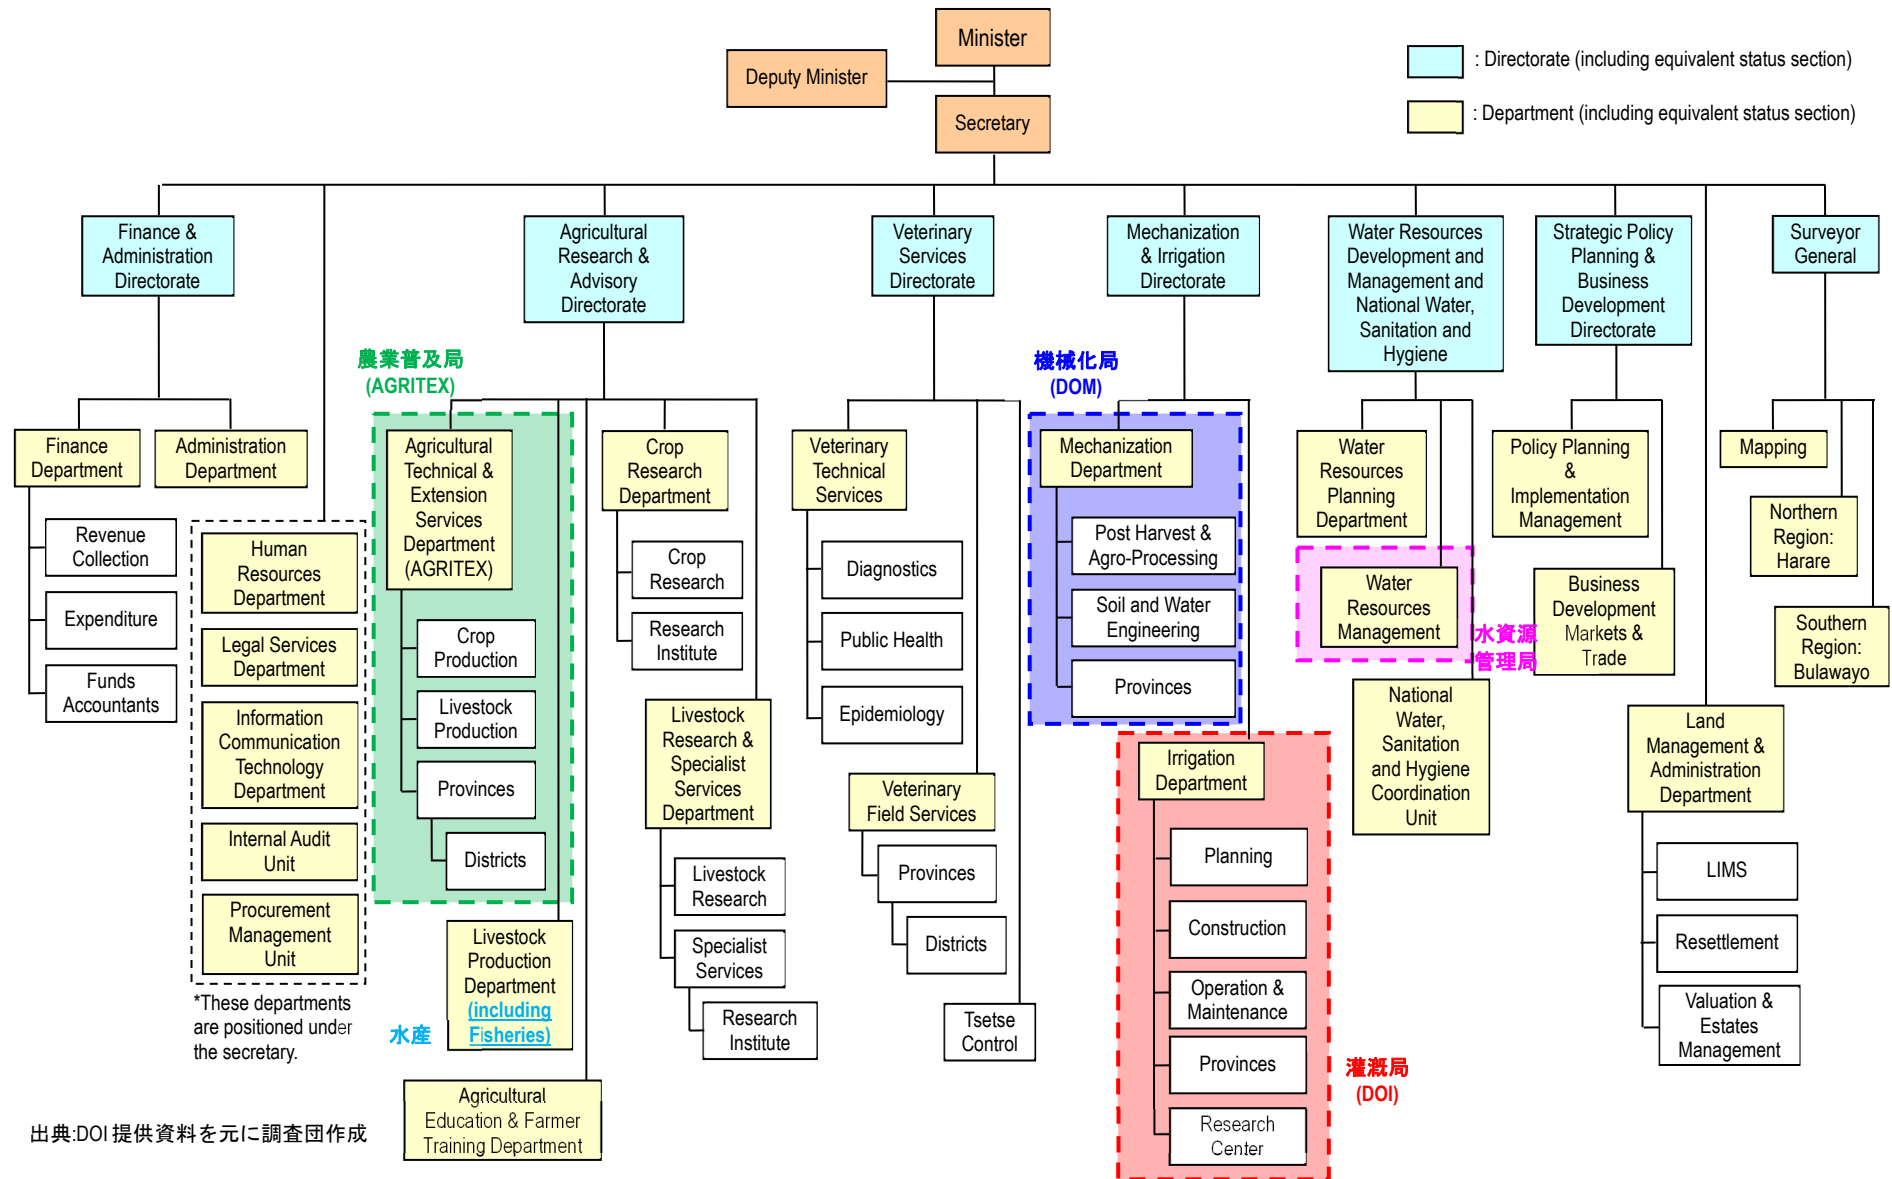 Minister
Deputy Minister
Secretary
: Directorate (including equivalent status section)
: Department (including equivalent status section)
Finance &
Administration
Directorate
Agricultural
Research &
Advisory
Directorate
Veterinary
Services
Directorate
Mechanization
& Irrigation
Directorate
Water Resources
Development and
Management and
National Water,
Sanitation and
Hygiene
Strategic Policy
Planning &
Business
Development
Directorate
Surveyor
General
農業普及局
(AGRITEX)
機械化局
(DOM)
Finance
Department
Administration
Department
Revenue
Collection
Expenditure
Funds
Accountants
Human
Resources
Department
Legal Services
Department
Information
Communication
Technology
Department
Internal Audit
Unit
Procurement
Management
Unit
*These departments
are positioned under
the secretary.
Agricultural
Technical &
Extension
Services
Department
(AGRITEX)
Crop
Production
Livestock
Production
Provinces
Districts
Livestock
Production
Department
(including
Fisheries)
水産
Agricultural
Education & Farmer
Training Department
Crop
Research
Department
Crop
Research
Research
Institute
Livestock
Research &
Specialist
Services
Department
Livestock
Research
Specialist
Services
Research
Institute
Veterinary
Technical
Services
Diagnostics
Public Health
Epidemiology
Veterinary
Field Services
Provinces
Districts
Tsetse
Control
Mechanization
Department
Post Harvest &
Agro-Processing
Soil and Water
Engineering
Provinces
Irrigation
Department
Planning
Construction
Operation &
Maintenance
Provinces
Research
Center
灌漑局
(DOI)
Water
Resources
Planning
Department
Water
Resources
Management
水資源
管理局
National
Water,
Sanitation
and Hygiene
Coordination
Unit
Policy Planning
&
Implementation
Management
Business
Development
Markets &
Trade
Land
Management &
Administration
Department
LIMS
Resettlement
Valuation &
Estates
Management
Mapping
Northern
Region:
Harare
Southern
Region:
Bulawayo
出典:DOI 提供資料を元に調査団作成